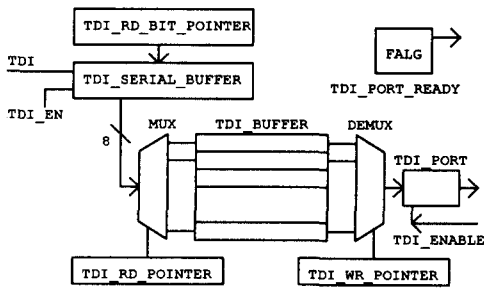 TDI_RD_BIT_POINTER
TDI
TDI_SERIAL_BUFFER
FALG
TDI_PORT_READY
TDI_EN
8
MUX
TDI_BUFFER
DEMUX
TDI_PORT
TDI_ENABLE
TDI_RD_POINTER
TDI_WR_POINTER